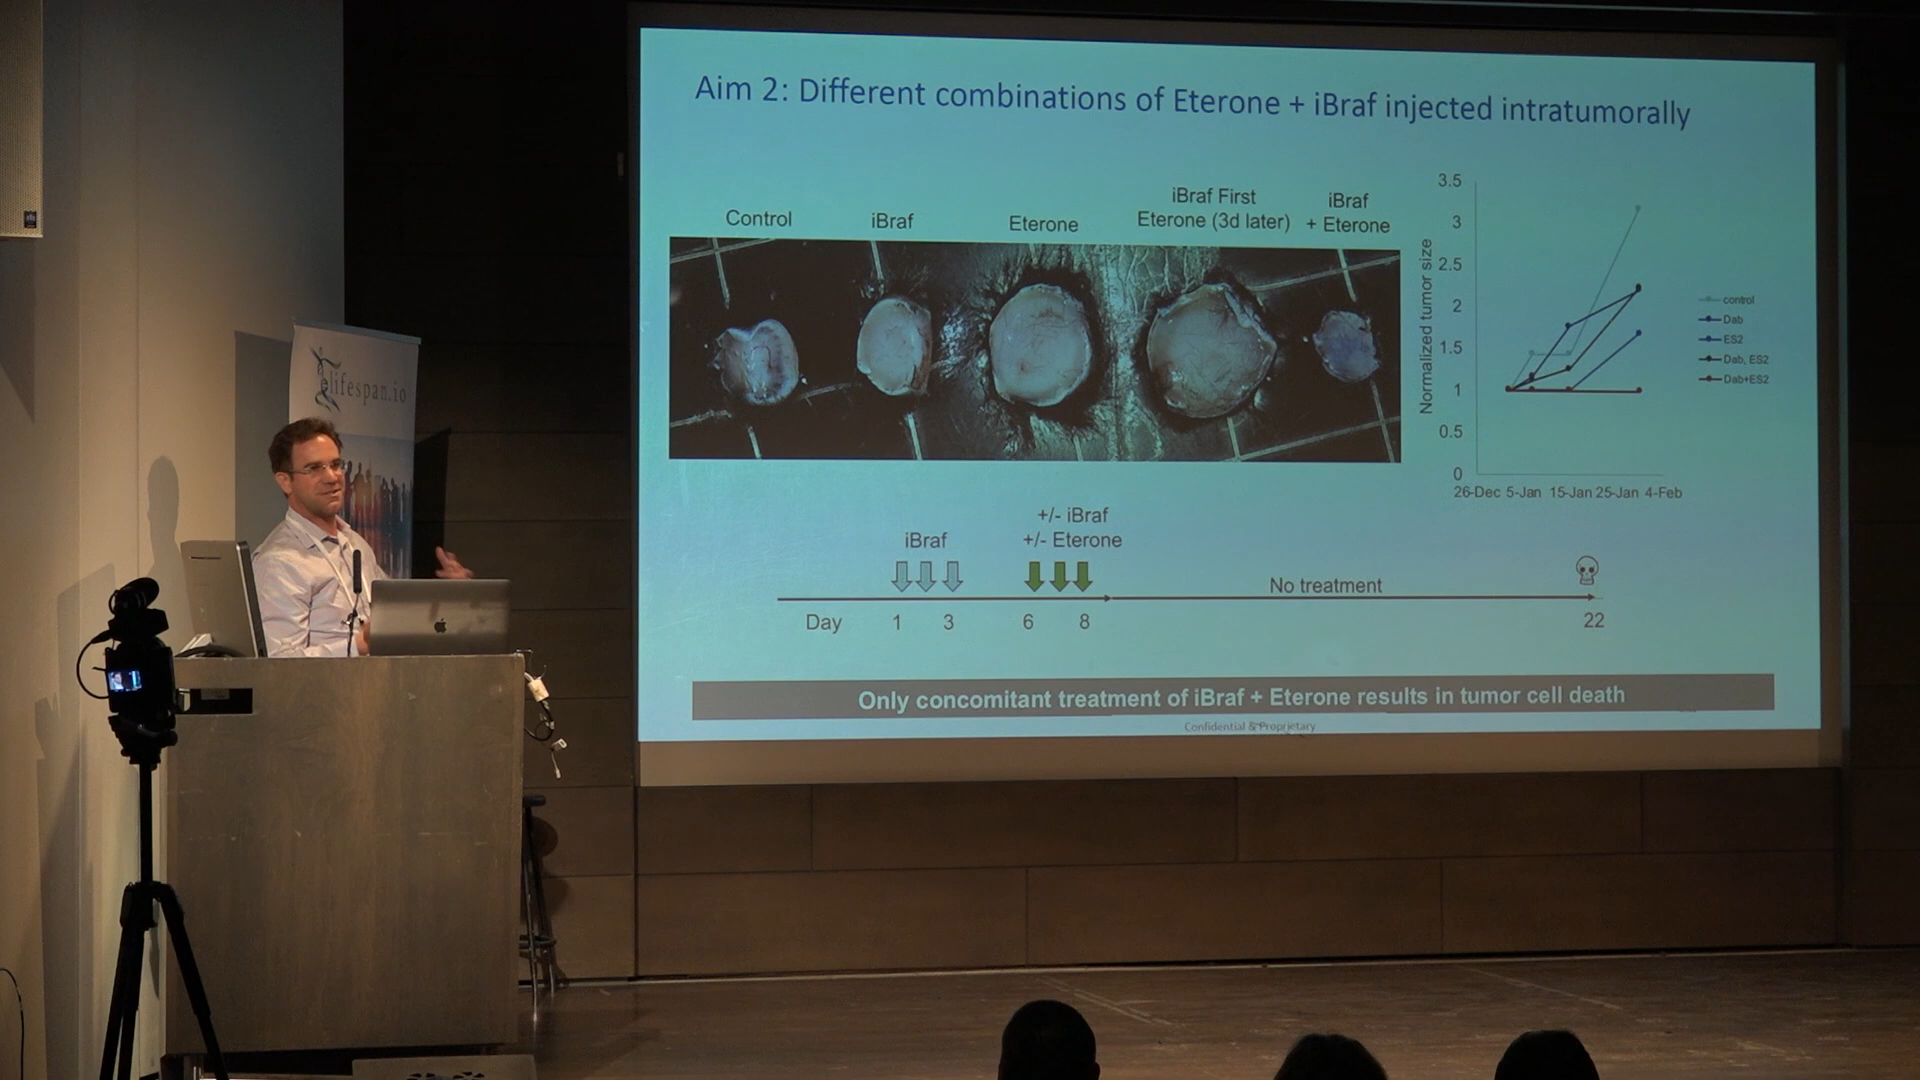 Aim 2: Different combinations of Eterone + iBraf injected intratumorally
Control
iBraf
Eterone
iBraf First
Eterone (3d later)
iBraf
+ Eterone
Normalized tumor size
3.5
3
2.5
2
1.5
1
0.5
0
26-Dec 5-Jan 15-Jan 25-Jan 4-Feb
control
Dab
ES2
Dab, ES2
Dab+ES2
iBraf
+/- iBraf
+/- Eterone
No treatment
Day 1 3 6 8 22
Only concomitant treatment of iBraf + Eterone results in tumor cell death
Confidential & Proprietary
lifespan.io